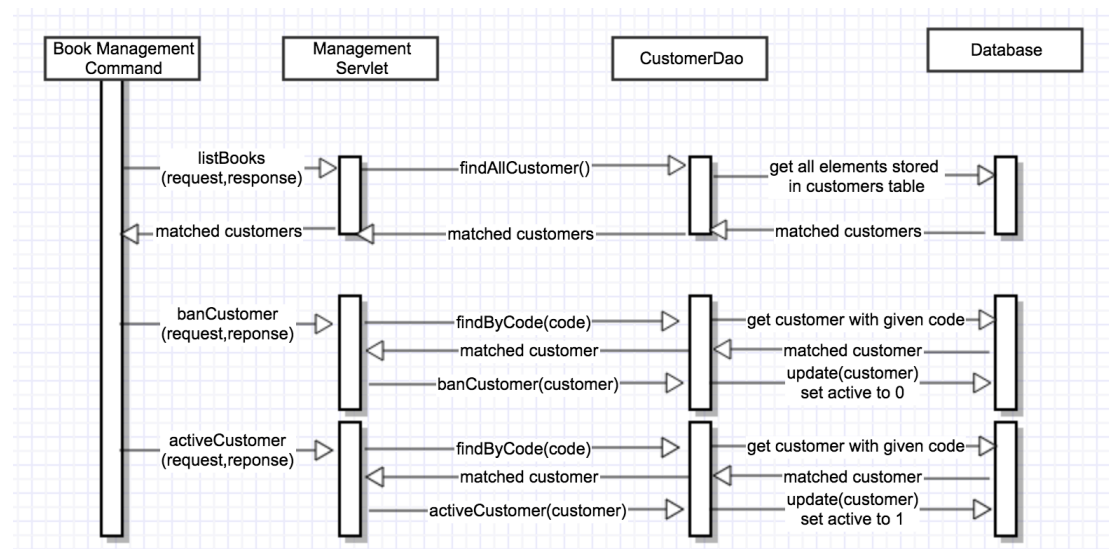 Book Management
Command
Management
Servlet
CustomerDao
Database
listBooks
(request,response)
findAllCustomer()
get all elements stored
in customers table
matched customers
matched customers
matched customers
banCustomer
(request,reponse)
findByCode(code)
get customer with given code
matched customer
matched customer
banCustomer(customer)
update(customer)
set active to 0
activeCustomer
(request,reponse)
findByCode(code)
get customer with given code
matched customer
matched customer
activeCustomer(customer)
update(customer)
set active to 1